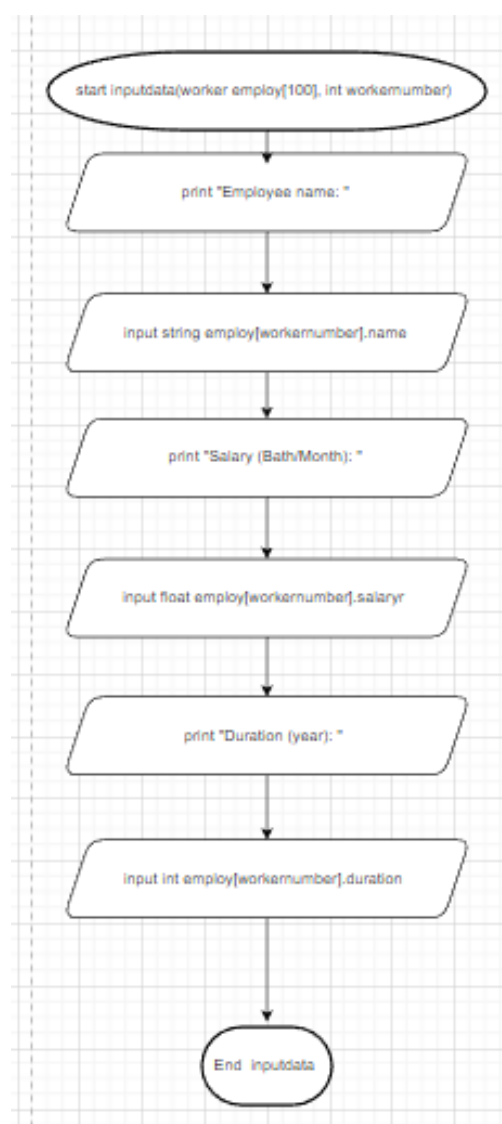 start inputdata(worker employ[100], int workernumber)
print "Employee name: "
input string employ[workernumber].name
print "Salary (Bath/Month): "
input float employ[workernumber].salaryr
print "Duration (year): "
input int employ[workernumber].duration
End inputdata